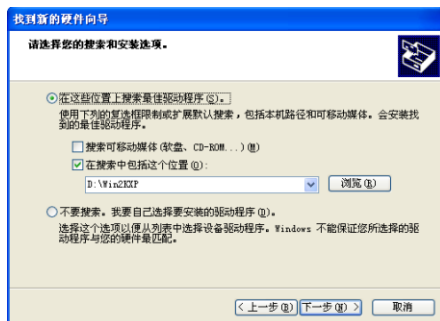 找到新的硬件向导
请选择您的搜索和安装选项。
在这些位置上搜索最佳驱动程序(S)。
使用下列的复选框限制或扩展默认搜索，包括本机路径和可移动媒体。会安装找
到的最佳驱动程序。
搜索可移动媒体(软盘、CD-ROM...)(M)
在搜索中包括这个位置(O):
D:\Win2KXP
浏览(R)
不要搜索。我要自己选择要安装的驱动程序(D)。
选择这个选项以便从列表中选择设备驱动程序。Windows 不能保证您所选择的驱
动程序与您的硬件最匹配。
< 上一步(B)
下一步(N) >
取消